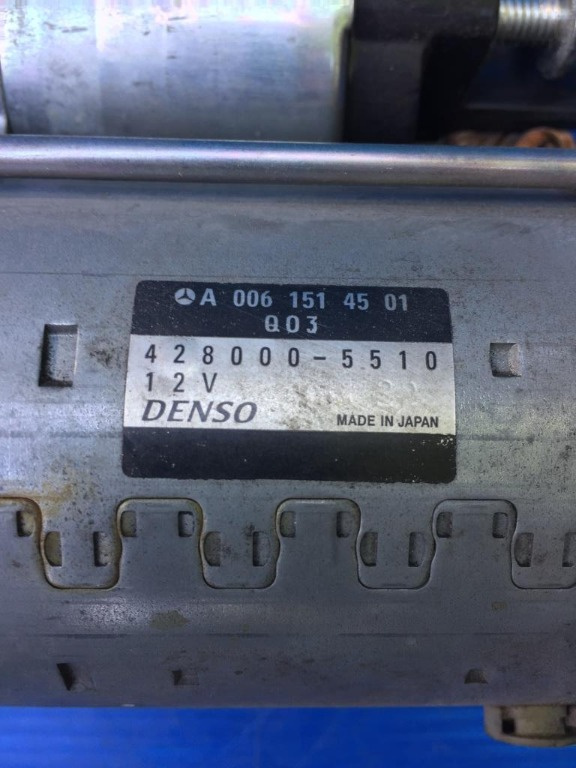 A 006 151 45 01
Q03
428000-5510
12V
DENSO MADE IN JAPAN